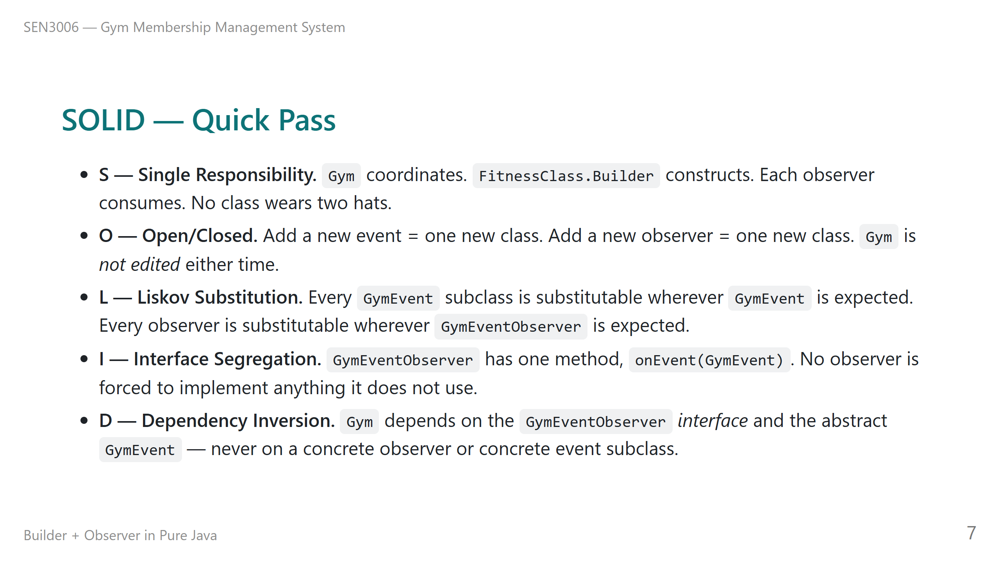 SEN3006 — Gym Membership Management System
SOLID — Quick Pass
• S — Single Responsibility. Gym coordinates. FitnessClass.Builder constructs. Each observer
consumes. No class wears two hats.
• O — Open/Closed. Add a new event = one new class. Add a new observer = one new class. Gym is
not edited either time.
• L — Liskov Substitution. Every GymEvent subclass is substitutable wherever GymEvent is expected.
Every observer is substitutable wherever GymEventObserver is expected.
• I — Interface Segregation. GymEventObserver has one method, onEvent(GymEvent). No observer is
forced to implement anything it does not use.
• D — Dependency Inversion. Gym depends on the GymEventObserver interface and the abstract
GymEvent — never on a concrete observer or concrete event subclass.
Builder + Observer in Pure Java
7